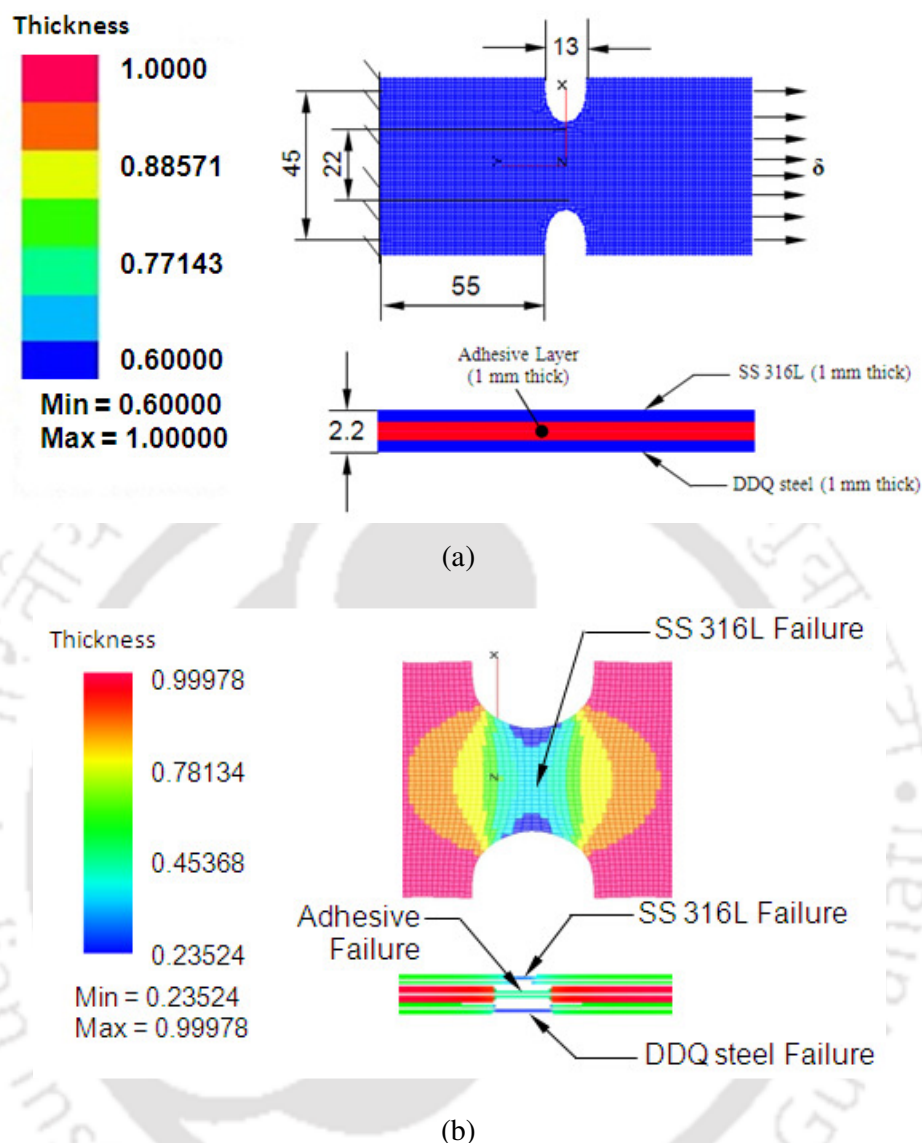 Thickness
1.0000
0.88571
0.77143
0.60000
Min = 0.60000
Max = 1.00000
13
X
45
22
Y
Z
δ
55
Adhesive Layer
(1 mm thick)
SS 316L (1 mm thick)
2.2
DDQ steel (1 mm thick)
(a)
Thickness
0.99978
0.78134
0.45368
0.23524
Min = 0.23524
Max = 0.99978
SS 316L Failure
X
Z
Adhesive
Failure
SS 316L Failure
DDQ steel Failure
(b)